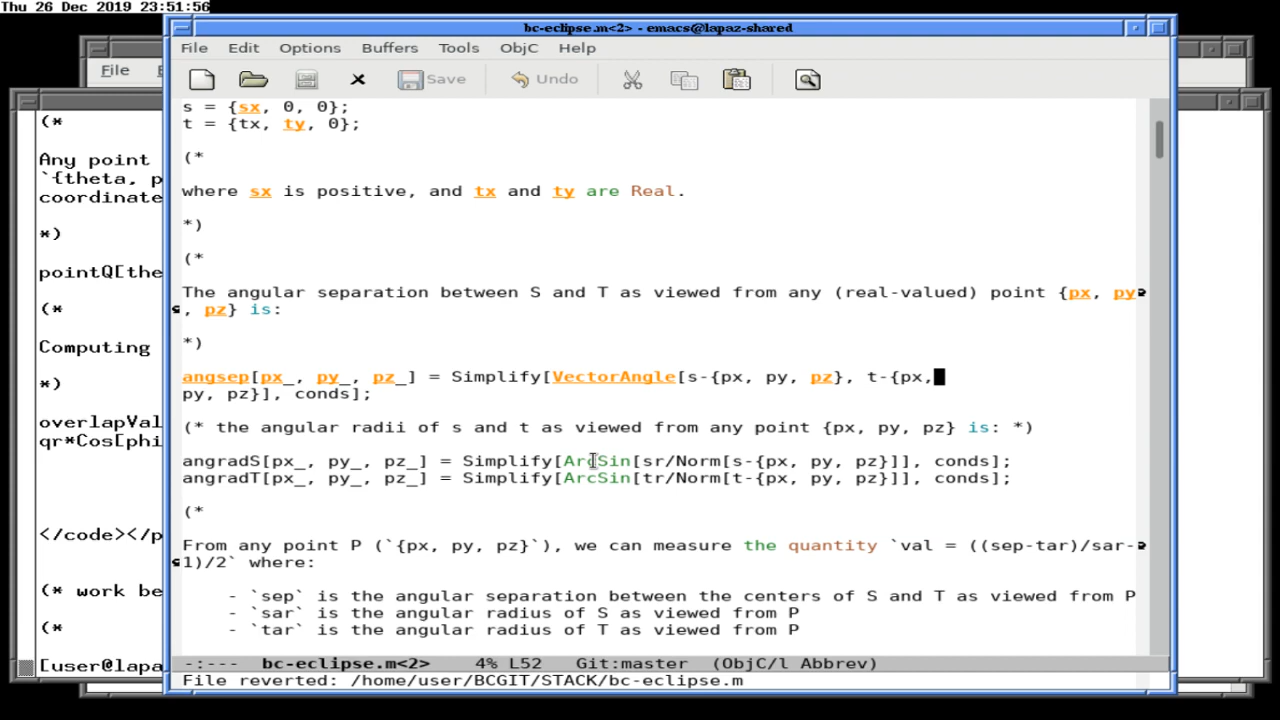 Thu 26 Dec 2019 23:51:56
bc-eclipse.m<2> - emacs@lapaz-shared
File Edit Options Buffers Tools ObjC Help
Save Undo
s = {sx, 0, 0};
t = {tx, ty, 0};
(*
where sx is positive, and tx and ty are Real.
*)
(*
The angular separation between S and T as viewed from any (real-valued) point {px, py
, pz} is:
*)
angsep[px_, py_, pz_] = Simplify[VectorAngle[s-{px, py, pz}, t-{px,
py, pz}], conds];
(* the angular radii of s and t as viewed from any point {px, py, pz} is: *)
angradS[px_, py_, pz_] = Simplify[ArcSin[sr/Norm[s-{px, py, pz}]], conds];
angradT[px_, py_, pz_] = Simplify[ArcSin[tr/Norm[t-{px, py, pz}]], conds];
(*
From any point P (`{px, py, pz}`), we can measure the quantity `val = ((sep-tar)/sar-
1)/2` where:
- `sep` is the angular separation between the centers of S and T as viewed from P
- `sar` is the angular radius of S as viewed from P
- `tar` is the angular radius of T as viewed from P
-:--- bc-eclipse.m<2> 4% L52 Git:master (ObjC/l Abbrev)
File reverted: /home/user/BCGIT/STACK/bc-eclipse.m
File
(*
Any point
`{theta, p
coordinate
*)
pointQ[the
(*
Computing
*)
overlapVal
qr*Cos[phi
</code></p
(* work be
(*
[user@lapa